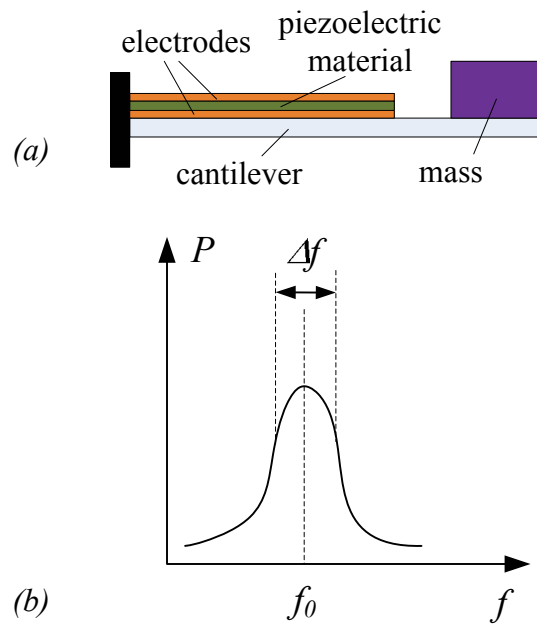 electrodes
piezoelectric
material
(a)
cantilever
mass
P
Δf
(b)
f0
f